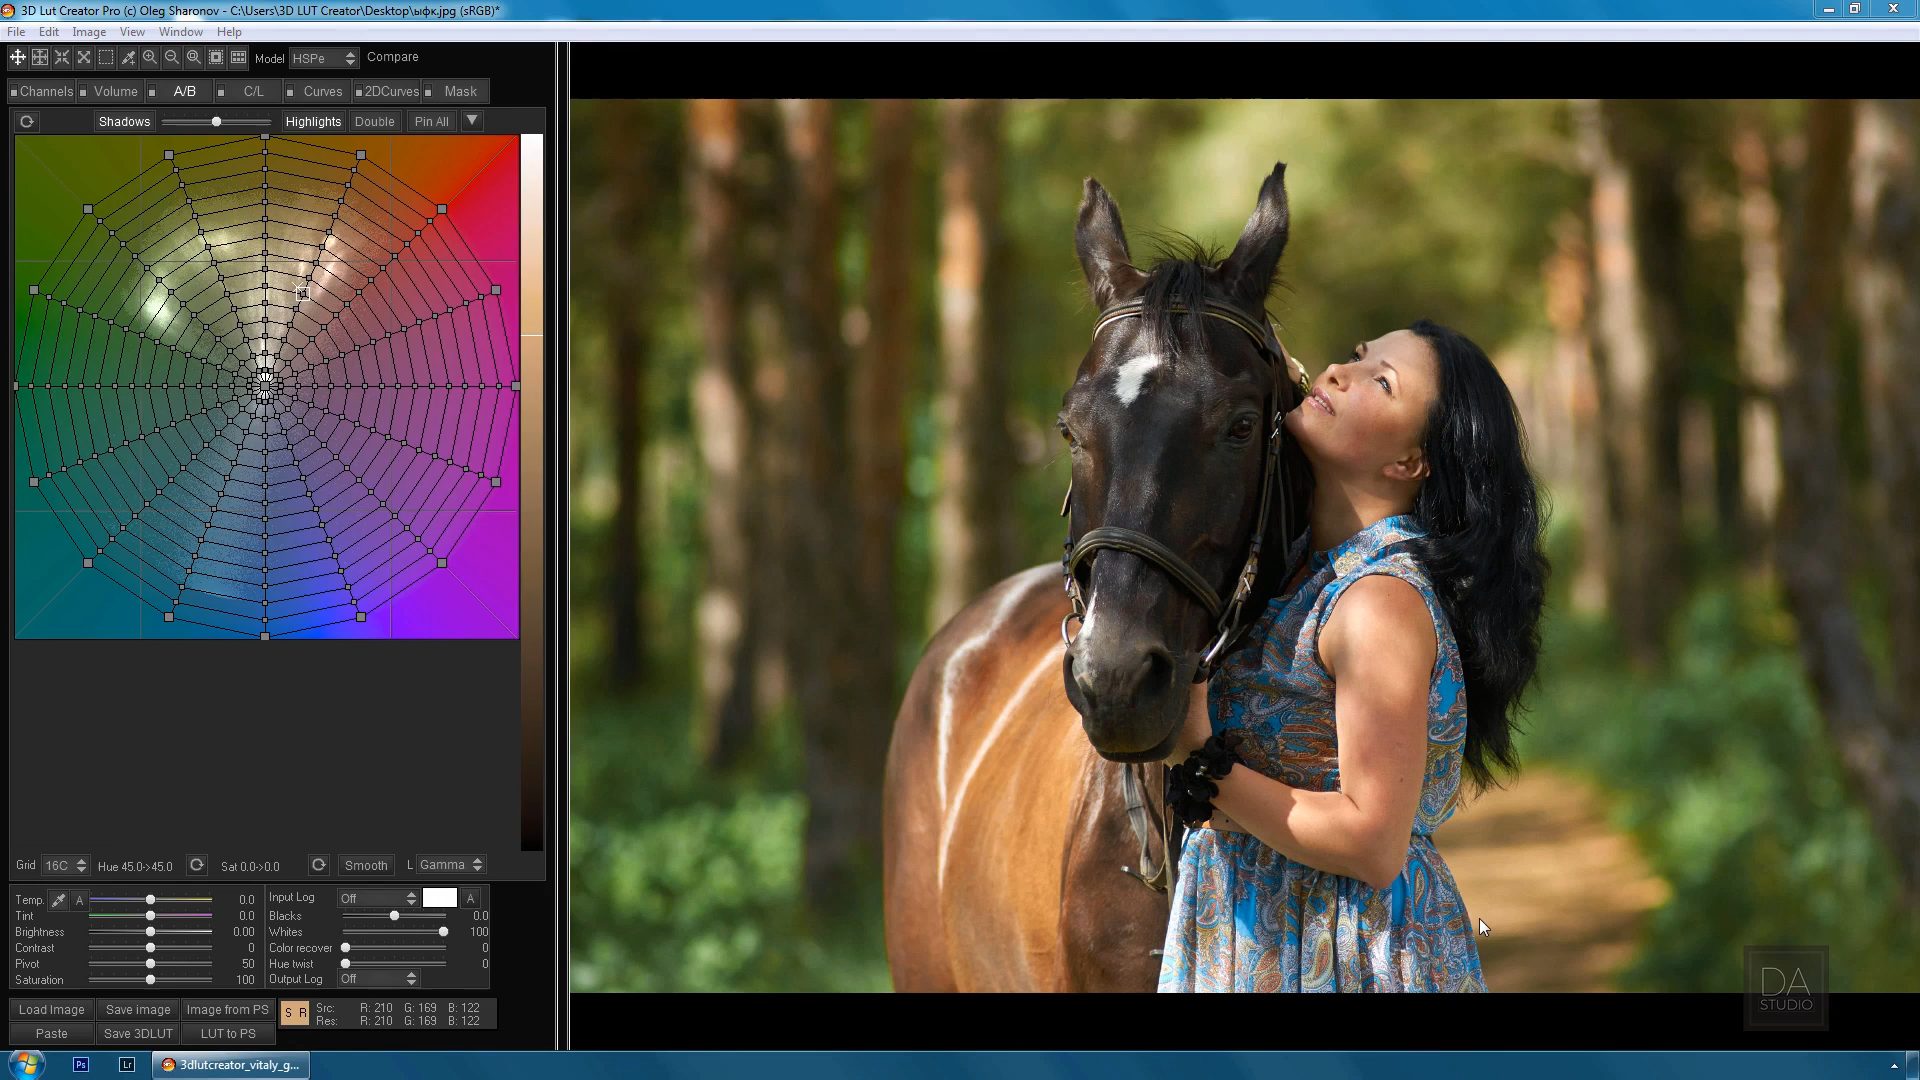 3D Lut Creator Pro (c) Oleg Sharonov - C:\Users\3D LUT Creator\Desktop\ыфк.jpg (sRGB)*
File Edit Image View Window Help
Model HSPe Compare
Channels Volume A/B C/L Curves 2DCurves Mask
Shadows Highlights Double Pin All
Grid 16C Hue 45.0->45.0 Sat 0.0->0.0 Smooth L Gamma
Temp. A 0.0 Input Log Off A
Tint 0.0 Blacks 0.0
Brightness 0.00 Whites 100
Contrast 0 Color recover 0
Pivot 50 Hue twist 0
Saturation 100 Output Log Off
Load Image Save image Image from PS S R Src: R: 210 G: 169 B: 122
Res: R: 210 G: 169 B: 122
Paste Save 3DLUT LUT to PS
DA
STUDIO
Ps Lr 3dlutcreator_vitaly_g...